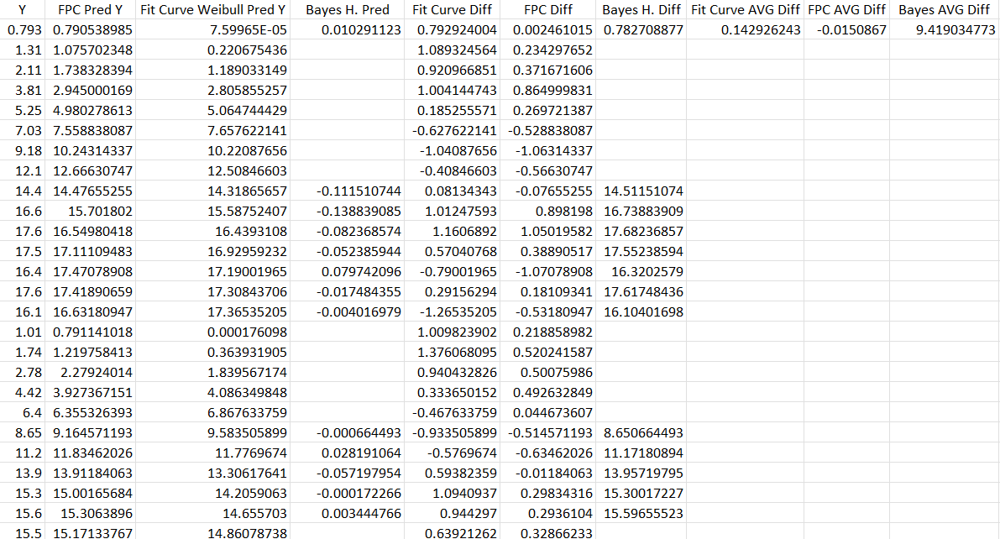 Y FPC Pred Y Fit Curve Weibull Pred Y Bayes H. Pred Fit Curve Diff FPC Diff Bayes H. Diff Fit Curve AVG Diff FPC AVG Diff Bayes AVG Diff
0.793 0.790538985 7.59965E-05 0.010291123 0.792924004 0.002461015 0.782708877 0.142926243 -0.0150867 9.419034773
1.31 1.075702348 0.220675436 1.089324564 0.234297652
2.11 1.738328394 1.189033149 0.920966851 0.371671606
3.81 2.945000169 2.805855257 1.004144743 0.864999831
5.25 4.980278613 5.064744429 0.185255571 0.269721387
7.03 7.558838087 7.657622141 -0.627622141 -0.528838087
9.18 10.24314337 10.22087656 -1.04087656 -1.06314337
12.1 12.66630747 12.50846603 -0.40846603 -0.56630747
14.4 14.47655255 14.31865657 -0.111510744 0.08134343 -0.07655255 14.51151074
16.6 15.701802 15.58752407 -0.138839085 1.01247593 0.898198 16.73883909
17.6 16.54980418 16.4393108 -0.082368574 1.1606892 1.05019582 17.68236857
17.5 17.11109483 16.92959232 -0.052385944 0.57040768 0.38890517 17.55238594
16.4 17.47078908 17.19001965 0.079742096 -0.79001965 -1.07078908 16.3202579
17.6 17.41890659 17.30843706 -0.017484355 0.29156294 0.18109341 17.61748436
16.1 16.63180947 17.36535205 -0.004016979 -1.26535205 -0.53180947 16.10401698
1.01 0.791141018 0.000176098 1.009823902 0.218858982
1.74 1.219758413 0.363931905 1.376068095 0.520241587
2.78 2.27924014 1.839567174 0.940432826 0.50075986
4.42 3.927367151 4.086349848 0.333650152 0.492632849
6.4 6.355326393 6.867633759 -0.467633759 0.044673607
8.65 9.164571193 9.583505899 -0.000664493 -0.933505899 -0.514571193 8.650664493
11.2 11.83462026 11.7769674 0.028191064 -0.5769674 -0.63462026 11.17180894
13.9 13.91184063 13.30617641 -0.057197954 0.59382359 -0.01184063 13.95719795
15.3 15.00165684 14.2059063 -0.000172266 1.0940937 0.29834316 15.30017227
15.6 15.3063896 14.655703 0.003444766 0.944297 0.2936104 15.59655523
15.5 15.17133767 14.86078738 0.63921262 0.32866233